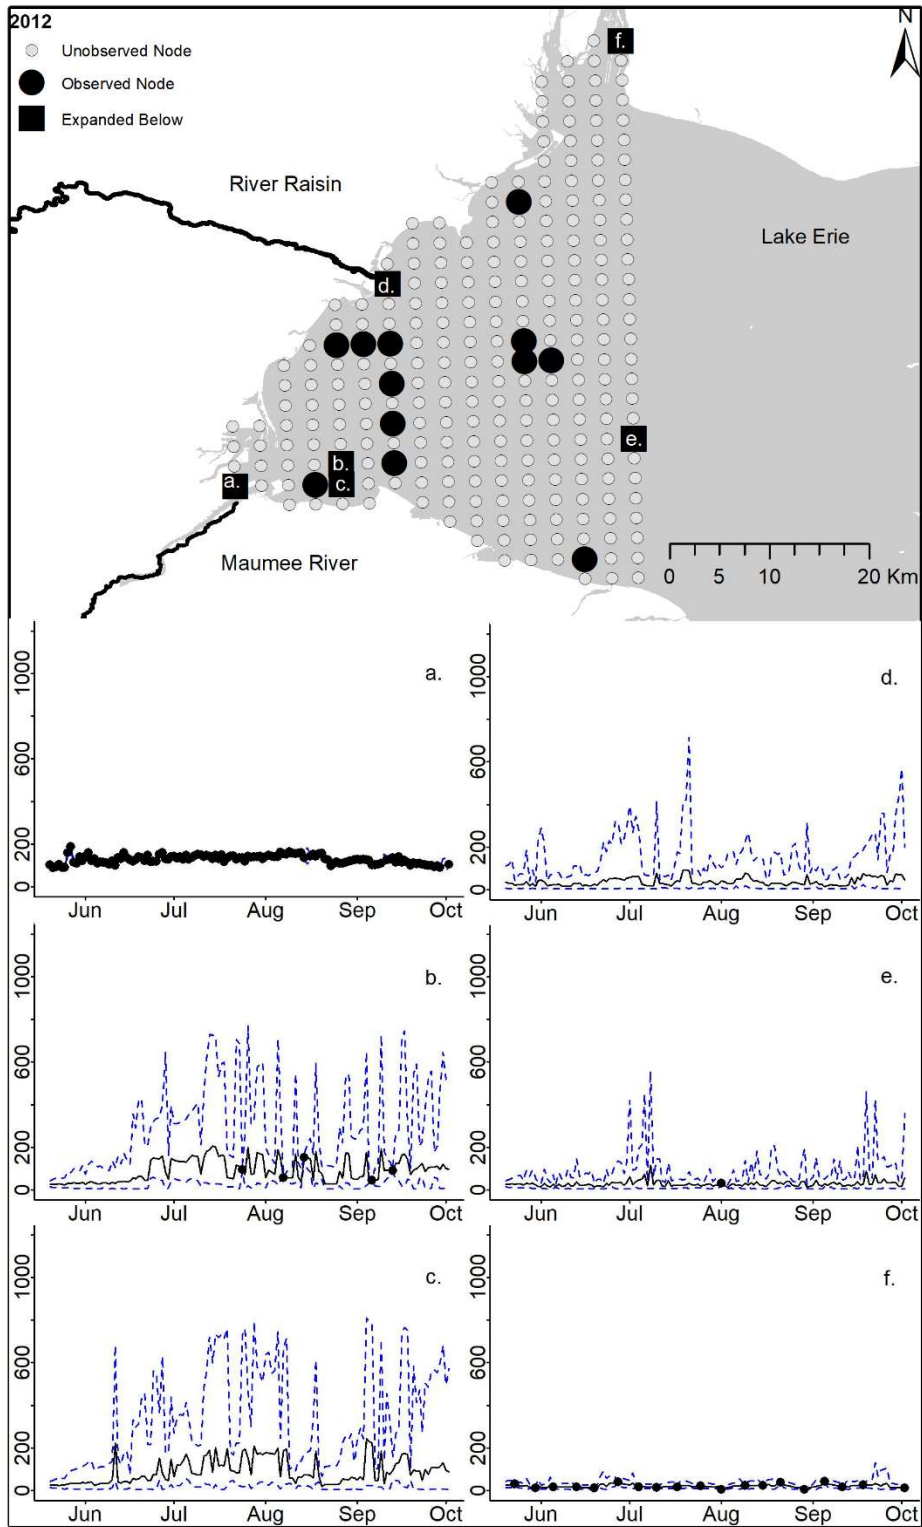 2012
N
Unobserved Node
Observed Node
Expanded Below
f.
River Raisin
Lake Erie
d.
e.
b.
a.
c.
Maumee River
0 5 10 20 Km
a.
0 200 600 1000
Jun Jul Aug Sep Oct
d.
0 200 600 1000
Jun Jul Aug Sep Oct
b.
0 200 600 1000
Jun Jul Aug Sep Oct
e.
0 200 600 1000
Jun Jul Aug Sep Oct
c.
0 200 600 1000
Jun Jul Aug Sep Oct
f.
0 200 600 1000
Jun Jul Aug Sep Oct